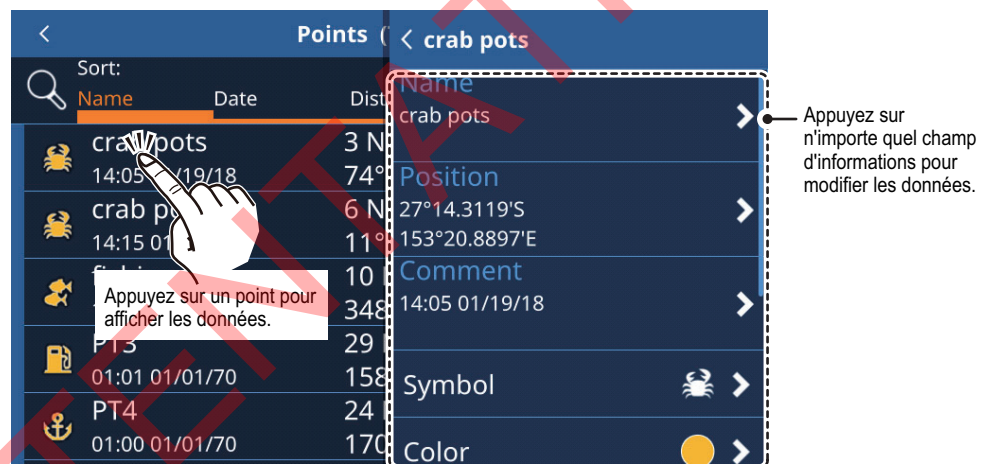 Points (
Sort:
Name Date Dist
crab pots 3 N
14:05 01/19/18 74°
crab po 6 N
14:15 01 11°
10
Appuyez sur un point pour
afficher les données.
348
PT3 29
01:01 01/01/70 158
PT4 24
01:00 01/01/70 170
crab pots
Name
crab pots
Position
27°14.3119'S
153°20.8897'E
Comment
14:05 01/19/18
Symbol
Color
Appuyez sur
n'importe quel champ
d'informations pour
modifier les données.
TENTA